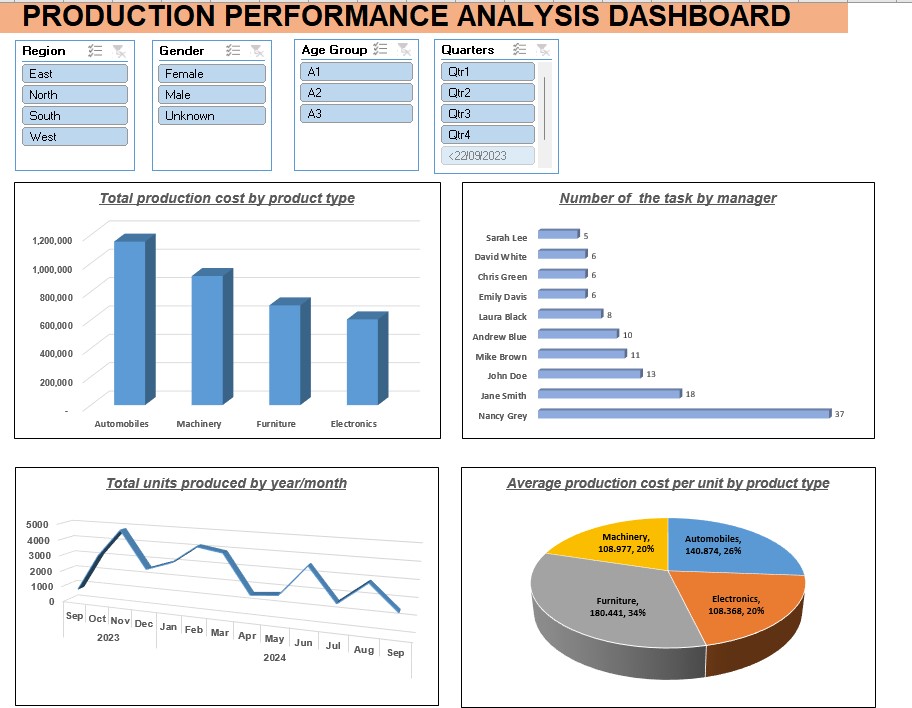 PRODUCTION PERFORMANCE ANALYSIS DASHBOARD
Region
East
North
South
West
Gender
Female
Male
Unknown
Age Group
A1
A2
A3
Quarters
Qtr1
Qtr2
Qtr3
Qtr4
<22/09/2023
Total production cost by product type
1,200,000
1,000,000
800,000
600,000
400,000
200,000
-
Automobiles Machinery Furniture Electronics
Number of the task by manager
Sarah Lee 5
David White 6
Chris Green 6
Emily Davis 6
Laura Black 8
Andrew Blue 10
Mike Brown 11
John Doe 13
Jane Smith 18
Nancy Grey 37
Total units produced by year/month
5000
4000
3000
2000
1000
0
Sep Oct Nov Dec Jan Feb Mar Apr May Jun Jul Aug Sep
2023 2024
Average production cost per unit by product type
Machinery,
108.977, 20%
Automobiles,
140.874, 26%
Furniture,
180.441, 34%
Electronics,
108.368, 20%